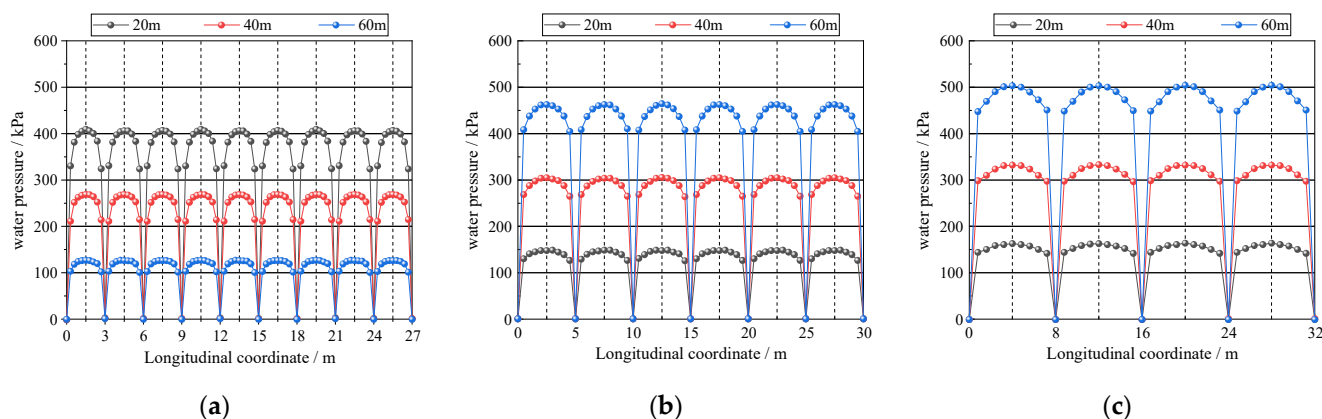 20m 40m 60m
600
500
400
300
200
100
0
water pressure / kPa
0 3 6 9 12 15 18 21 24 27
Longitudinal coordinate / m
(a)
20m 40m 60m
600
500
400
300
200
100
0
water pressure / kPa
0 5 10 15 20 25 30
Longitudinal coordinate / m
(b)
20m 40m 60m
600
500
400
300
200
100
0
water pressure / kPa
0 8 16 24 32
Longitudinal coordinate / m
(c)